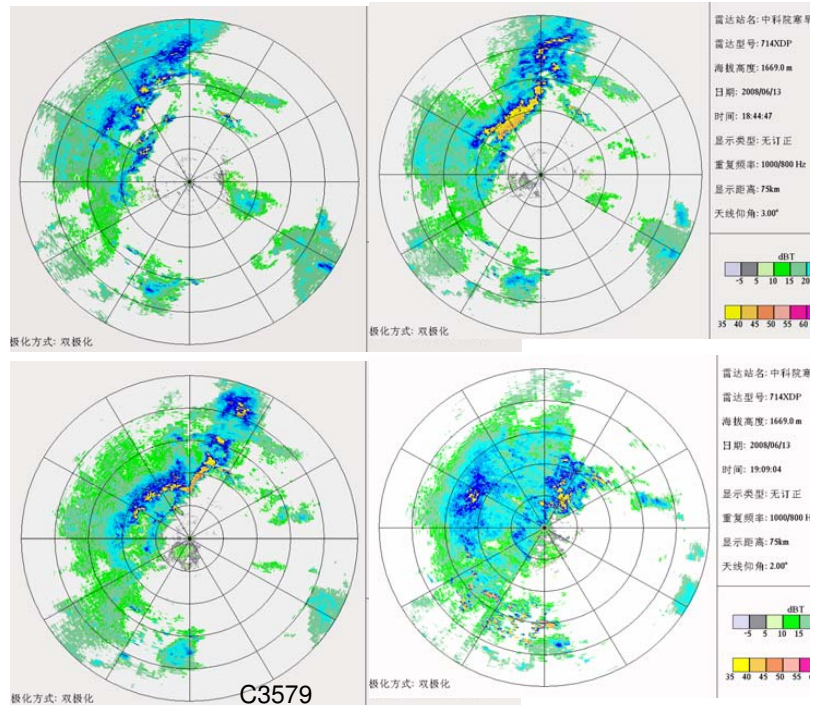 雷达站名: 中科院寒旱
雷达型号: 714XDP
海拔高度: 1669.0 m
日期: 2008/06/13
时间: 18:44:47
显示类型: 无订正
重复频率: 1000/800 Hz
显示距离: 75km
天线仰角: 3.00°
dBT
-5 5 10 15 20
35 40 45 50 55 60
极化方式: 双极化
极化方式: 双极化
雷达站名: 中科院寒
雷达型号: 714XDP
海拔高度: 1669.0 m
日期: 2008/06/13
时间: 19:09:04
显示类型: 无订正
重复频率: 1000/800 H
显示距离: 75km
天线仰角: 2.00°
dBT
-5 5 10 15
35 40 45 50 55
极化方式: 双极化
C3579
极化方式: 双极化